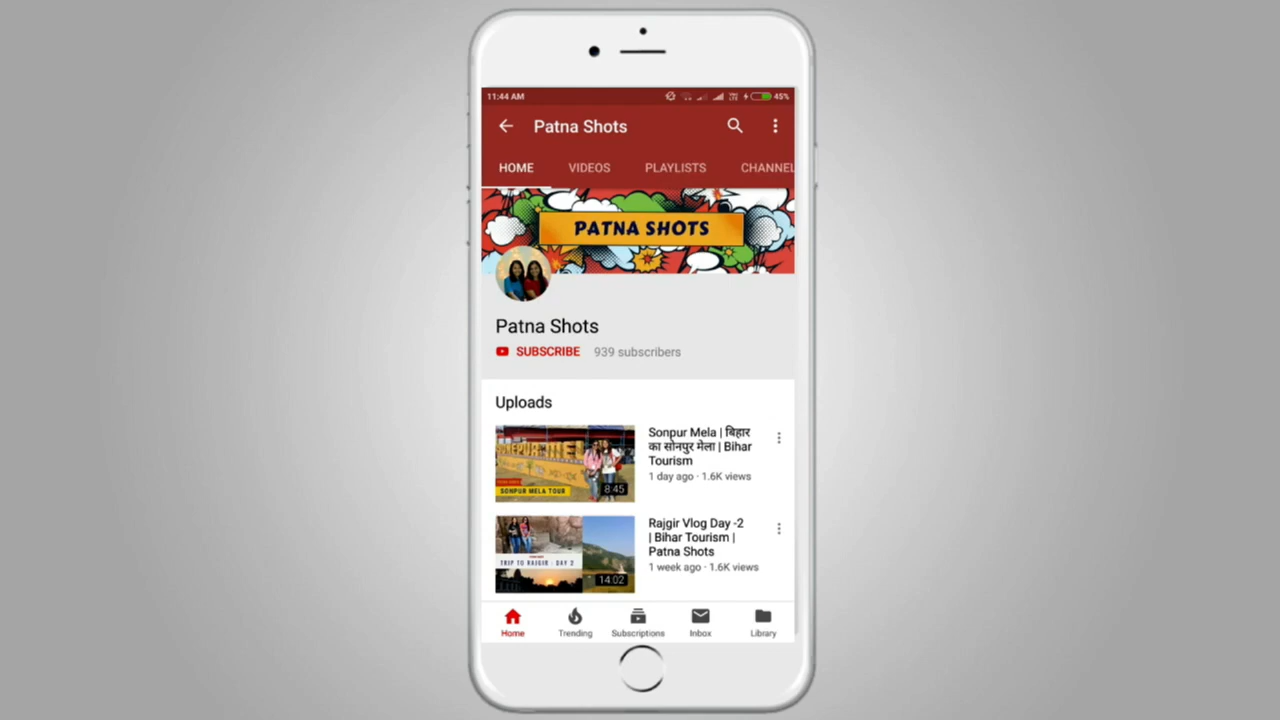 11:44 AM
45%
Patna Shots
HOME VIDEOS PLAYLISTS CHANNEL
PATNA SHOTS
Patna Shots
SUBSCRIBE 939 subscribers
Uploads
Sonpur Mela | बिहार
का सोनपुर मेला | Bihar
Tourism
1 day ago · 1.6K views
SONPUR MELA TOUR
8:45
Rajgir Vlog Day -2
| Bihar Tourism |
Patna Shots
1 week ago · 1.6K views
TRIP TO RAJGIR : DAY 2
14:02
Home Trending Subscriptions Inbox Library